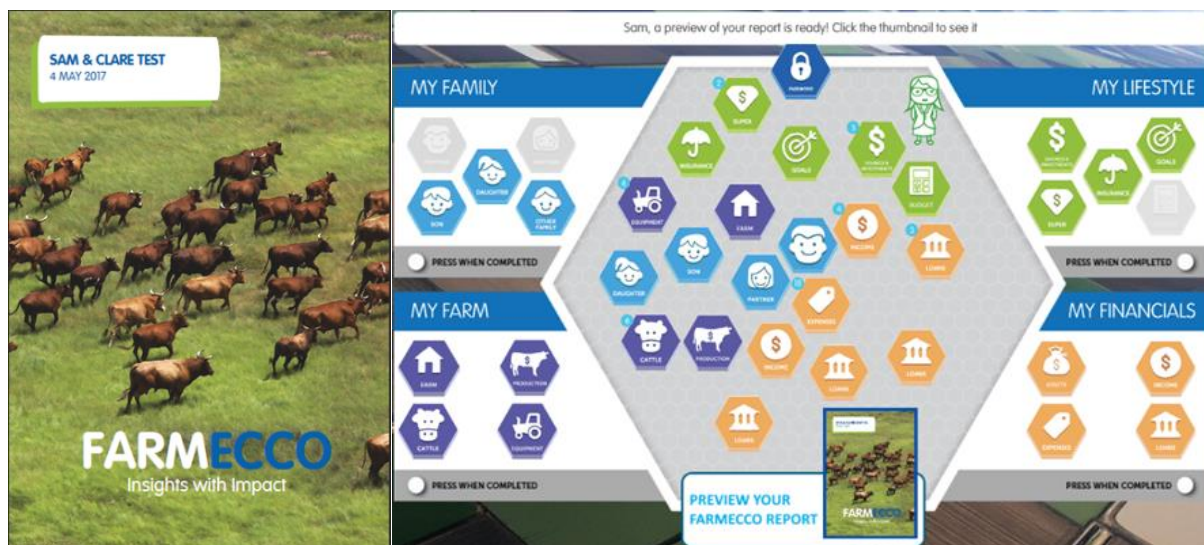 SAM & CLARE TEST
4 MAY 2017
FARMECCO
Insights with Impact
Sam, a preview of your report is ready! Click the thumbnail to see it
MY FAMILY
DAUGHTER
SON
OTHER
FAMILY
PRESS WHEN COMPLETED
MY FARM
FARM
PRODUCTION
CATTLE
EQUIPMENT
PRESS WHEN COMPLETED
PASSWORD
2
SUPER
$
INSURANCE
GOALS
$
BUDGET
EQUIPMENT
FARM
4
INCOME
LOANS
SON
DAUGHTER
PARTNER
EXPENSES
CATTLE
PRODUCTION
$
INCOME
LOANS
LOANS
LOANS
PREVIEW YOUR
FARMECCO REPORT
FARMECCO
MY LIFESTYLE
$
GOALS
INSURANCE
$
SUPER
PRESS WHEN COMPLETED
MY FINANCIALS
$
INCOME
EXPENSES
LOANS
PRESS WHEN COMPLETED